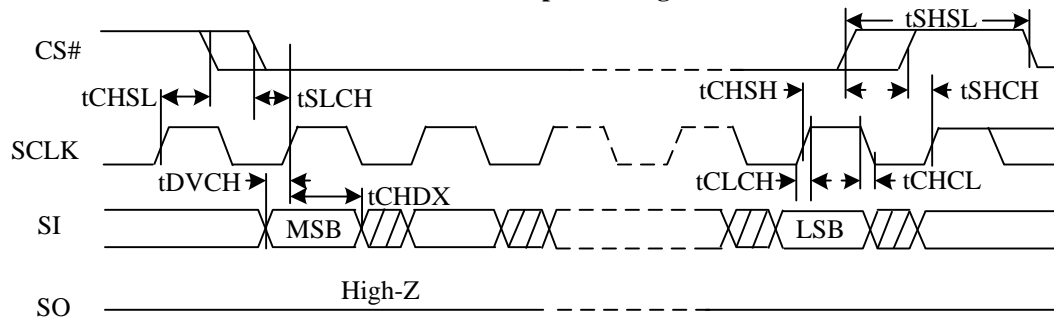 tSHSL
CS#
tCHSL
tSLCH
tCHSH
tSHCH
SCLK
tDVCH
tCHDX
tCLCH
tCHCL
SI
MSB
LSB
High-Z
SO